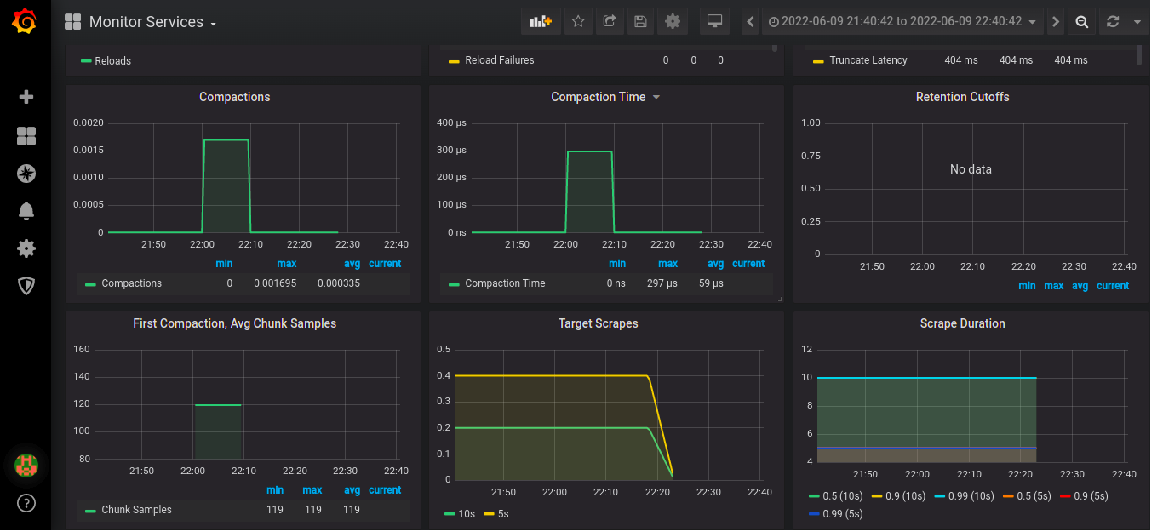 Monitor Services
2022-06-09 21:40:42 to 2022-06-09 22:40:42
Reloads
Reload Failures 0 0 0
Truncate Latency 404 ms 404 ms 404 ms
Compactions
0.0020
0.0015
0.0010
0.0005
0
21:50 22:00 22:10 22:20 22:30 22:40
min max avg current
Compactions 0 0.001695 0.000335
Compaction Time
400 µs
300 µs
200 µs
100 µs
0 ns
21:50 22:00 22:10 22:20 22:30 22:40
min max avg current
Compaction Time 0 ns 297 µs 59 µs
Retention Cutoffs
1.00
0.75
No data
0.50
0.25
0
21:50 22:00 22:10 22:20 22:30 22:40
min max avg current
First Compaction, Avg Chunk Samples
160
140
120
100
80
21:50 22:00 22:10 22:20 22:30 22:40
min max avg current
Chunk Samples 119 119 119
Target Scrapes
0.5
0.4
0.3
0.2
0.1
0
21:50 22:00 22:10 22:20 22:30 22:40
10s 5s
Scrape Duration
12
10
8
6
4
21:50 22:00 22:10 22:20 22:30 22:40
0.5 (10s) 0.9 (10s) 0.99 (10s) 0.5 (5s) 0.9 (5s)
0.99 (5s)